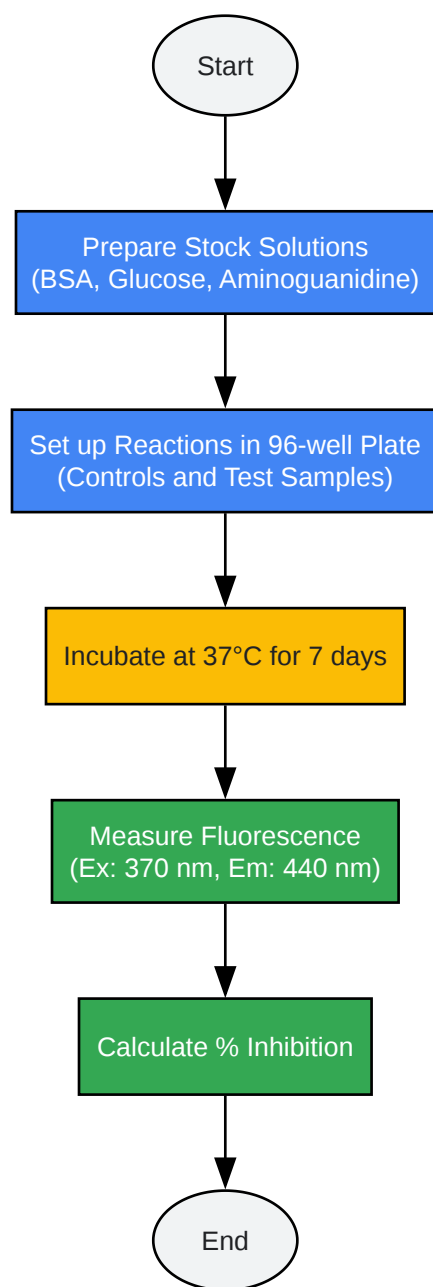 Start
Prepare Stock Solutions
(BSA, Glucose, Aminoguanidine)
Set up Reactions in 96-well Plate
(Controls and Test Samples)
Incubate at 37°C for 7 days
Measure Fluorescence
(Ex: 370 nm, Em: 440 nm)
Calculate % Inhibition
End